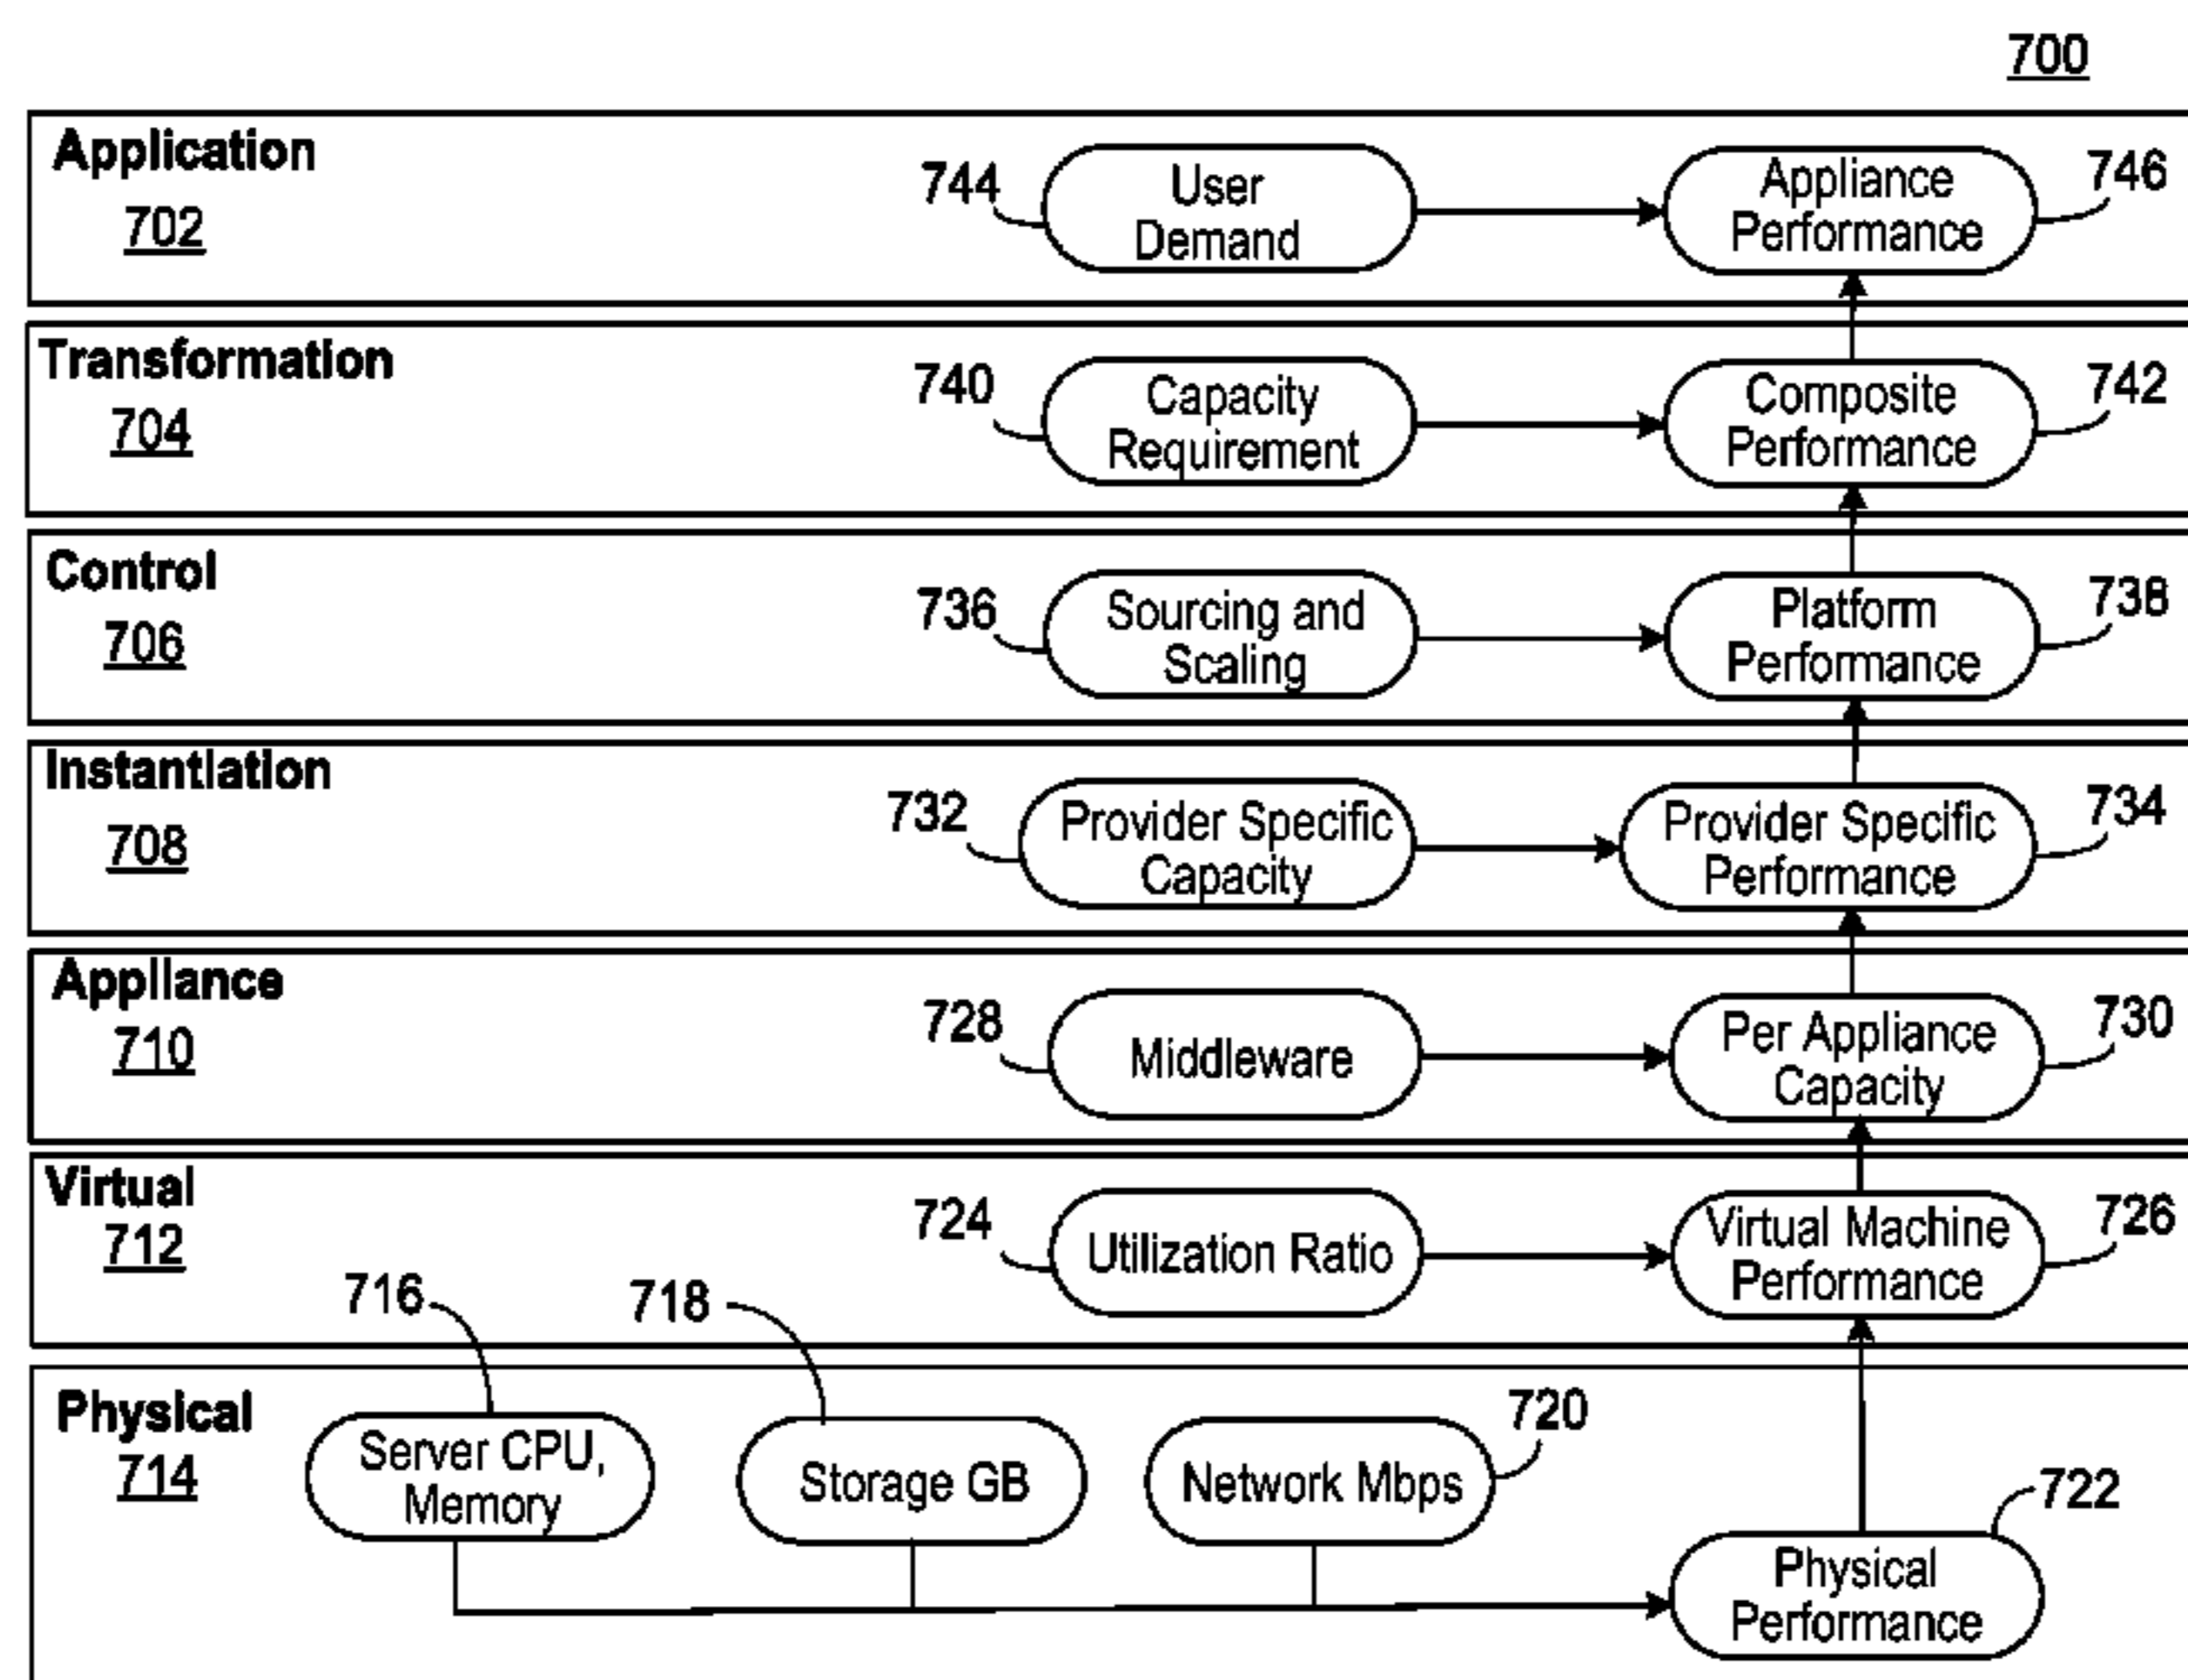 700
Application
702
744
User
Demand
Appliance
Performance
746
Transformation
704
740
Capacity
Requirement
Composite
Performance
742
Control
706
736
Sourcing and
Scaling
Platform
Performance
738
Instantiation
708
732
Provider Specific
Capacity
Provider Specific
Performance
734
Appliance
710
728
Middleware
Per Appliance
Capacity
730
Virtual
712
724
Utilization Ratio
Virtual Machine
Performance
726
716
718
Physical
714
Server CPU,
Memory
Storage GB
Network Mbps
720
722
Physical
Performance